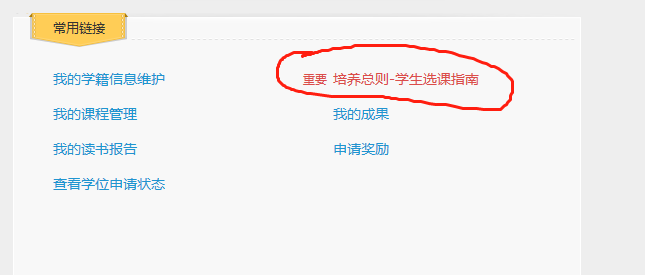 常用链接
我的学籍信息维护
重要 培养总则-学生选课指南
我的课程管理
我的成果
我的读书报告
申请奖励
查看学位申请状态